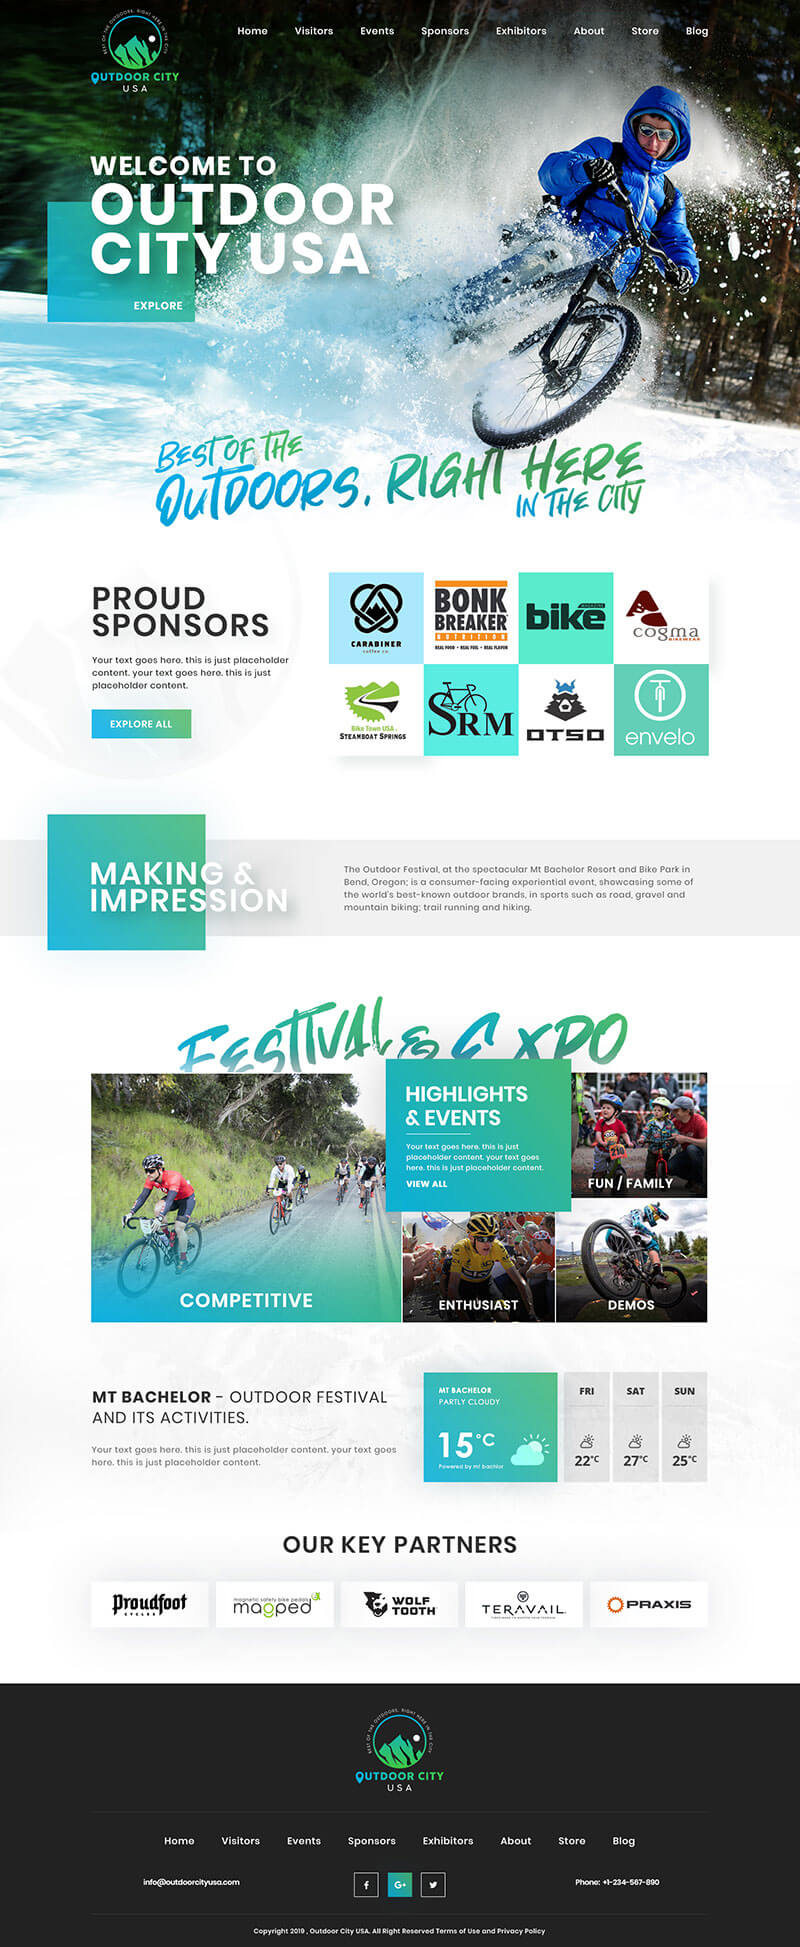 BEST OF THE OUTDOORS, RIGHT HERE IN THE CITY
OUTDOOR CITY
USA
Home Visitors Events Sponsors Exhibitors About Store Blog
WELCOME TO
OUTDOOR
CITY USA
EXPLORE
BEST OF THE
OUTDOORS, RIGHT HERE
IN THE CITY
PROUD
SPONSORS
Your text goes here. this is just placeholder
content. your text goes here. this is just
placeholder content.
EXPLORE ALL
CARABINER
coffee co.
BONK
BREAKER
NUTRITION
REAL FOOD • REAL FUEL • REAL FLAVOR
bike
MAGAZINE
cogma
BIKEWEAR
Bike Town USA
STEAMBOAT SPRINGS
SRM
OTSO
envelo
MAKING &
IMPRESSION
The Outdoor Festival, at the spectacular Mt Bachelor Resort and Bike Park in
Bend, Oregon; is a consumer-facing experiential event, showcasing some of
the world's best-known outdoor brands, in sports such as road, gravel and
mountain biking; trail running and hiking.
FESTIVAL & EXPO
HIGHLIGHTS
& EVENTS
Your text goes here. this is just
placeholder content. your text goes
here. this is just placeholder content.
VIEW ALL
COMPETITIVE
FUN / FAMILY
ENTHUSIAST
DEMOS
MT BACHELOR - OUTDOOR FESTIVAL
AND ITS ACTIVITIES.
Your text goes here. this is just placeholder content. your text goes
here. this is just placeholder content.
MT BACHELOR
PARTLY CLOUDY
15°C
Powered by mt bachlor
FRI SAT SUN
22°C 27°C 25°C
OUR KEY PARTNERS
Proudfoot
CYCLES
magnetic safety bike pedals
magped
WOLF
TOOTH
TERAVAIL
PRAXIS
BEST OF THE OUTDOORS, RIGHT HERE IN THE CITY
OUTDOOR CITY
USA
Home Visitors Events Sponsors Exhibitors About Store Blog
info@outdoorcityusa.com
f G+
Phone: +1-234-567-890
Copyright 2019 , Outdoor City USA. All Right Reserved Terms of Use and Privacy Policy